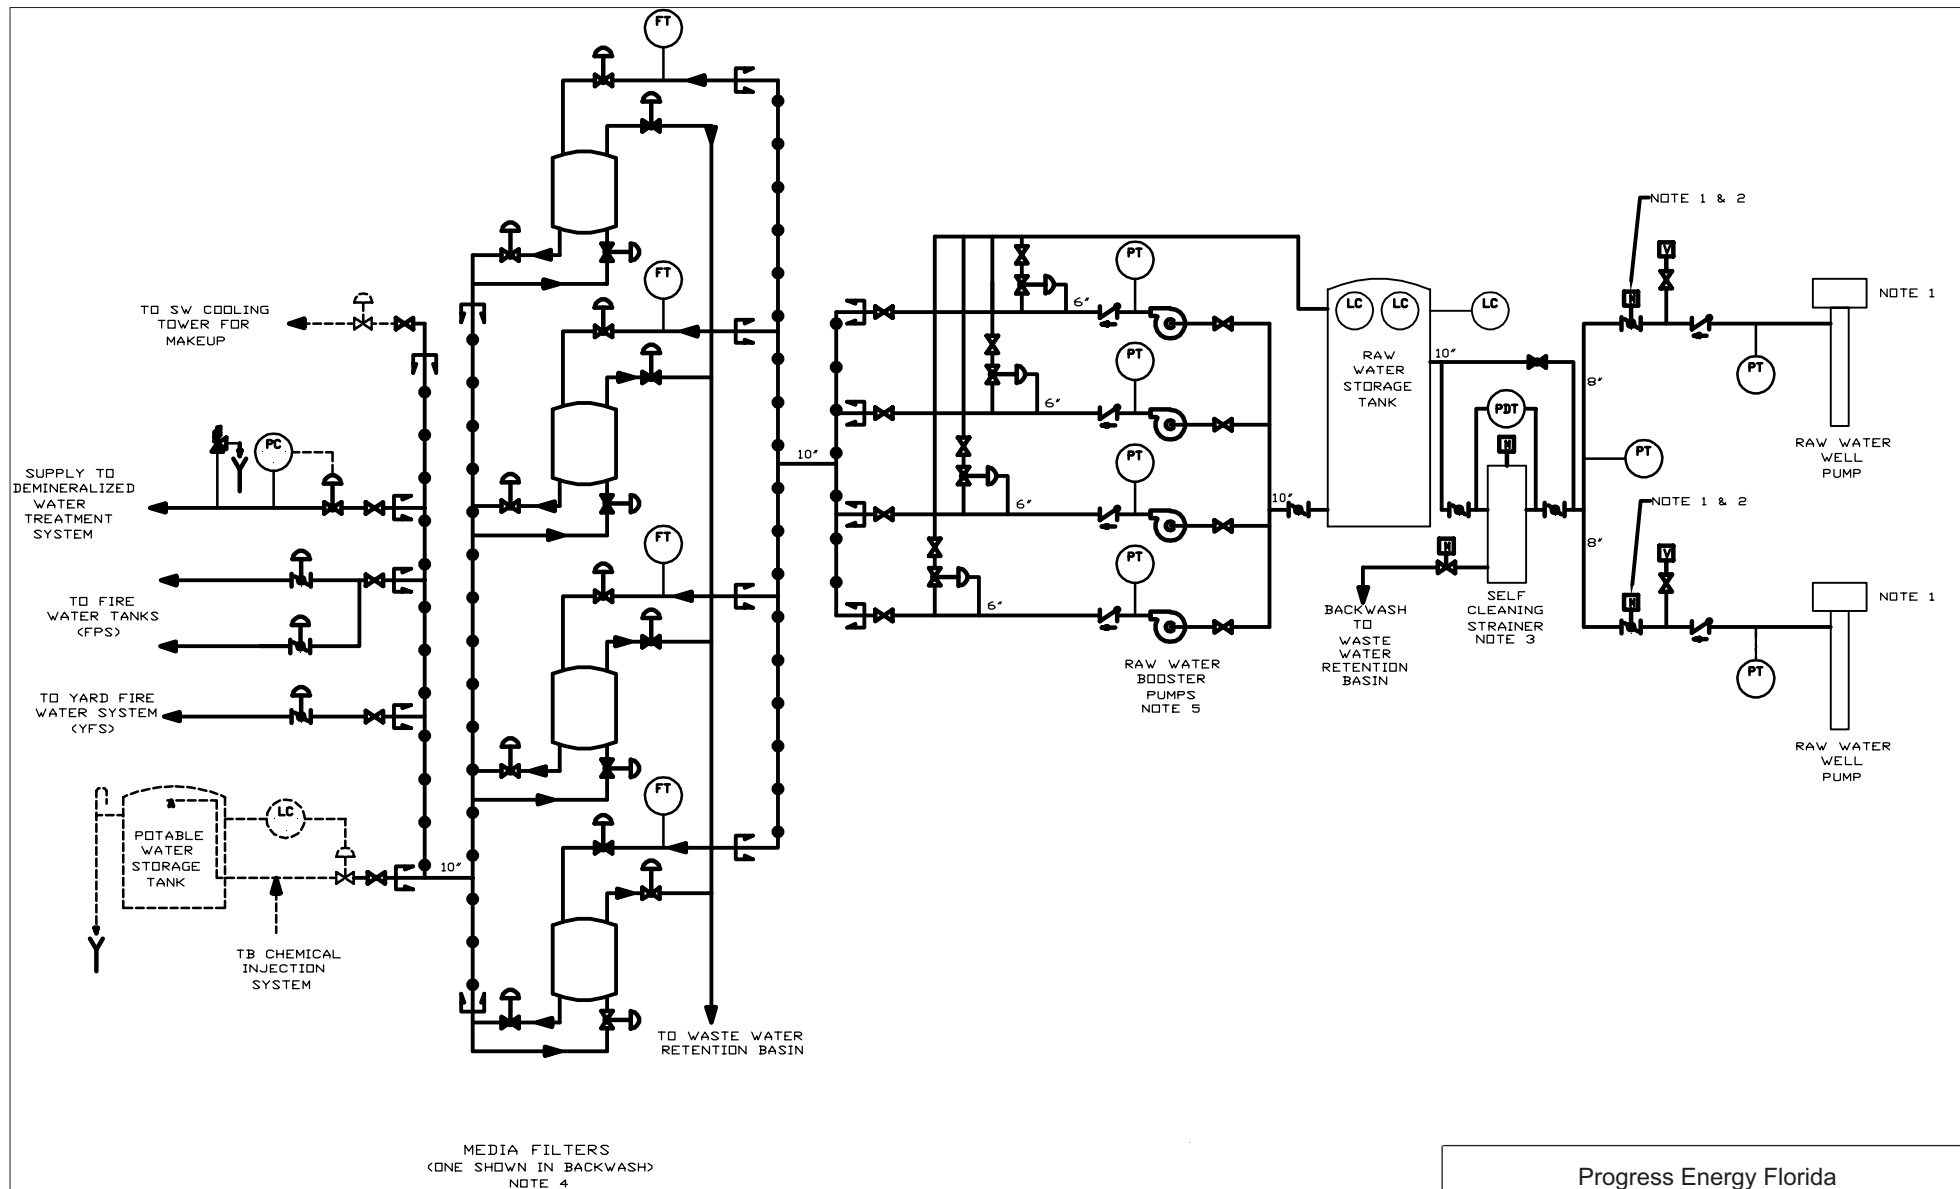 FT
NOTE 1 & 2
PT
NOTE 1
FT
PT
V
M
TO SW COOLING
TOWER FOR
MAKEUP
6"
LC
LC
LC
RAW
WATER
STORAGE
TANK
10"
PT
8"
PT
6"
PDT
M
RAW WATER
WELL
PUMP
PC
10"
PT
PT
SUPPLY TO
DEMINERALIZED
WATER
TREATMENT
SYSTEM
6"
10"
NOTE 1 & 2
FT
PT
8"
M
V
TO FIRE
WATER TANKS
(FPS)
6"
BACKWASH
TO
WASTE
WATER
RETENTION
BASIN
SELF
CLEANING
STRAINER
NOTE 3
M
NOTE 1
RAW WATER
BOOSTER
PUMPS
NOTE 5
PT
TO YARD FIRE
WATER SYSTEM
(YFS)
RAW WATER
WELL
PUMP
FT
LC
POTABLE
WATER
STORAGE
TANK
10"
TB CHEMICAL
INJECTION
SYSTEM
TO WASTE WATER
RETENTION BASIN
MEDIA FILTERS
(ONE SHOWN IN BACKWASH)
NOTE 4
Progress Energy Florida